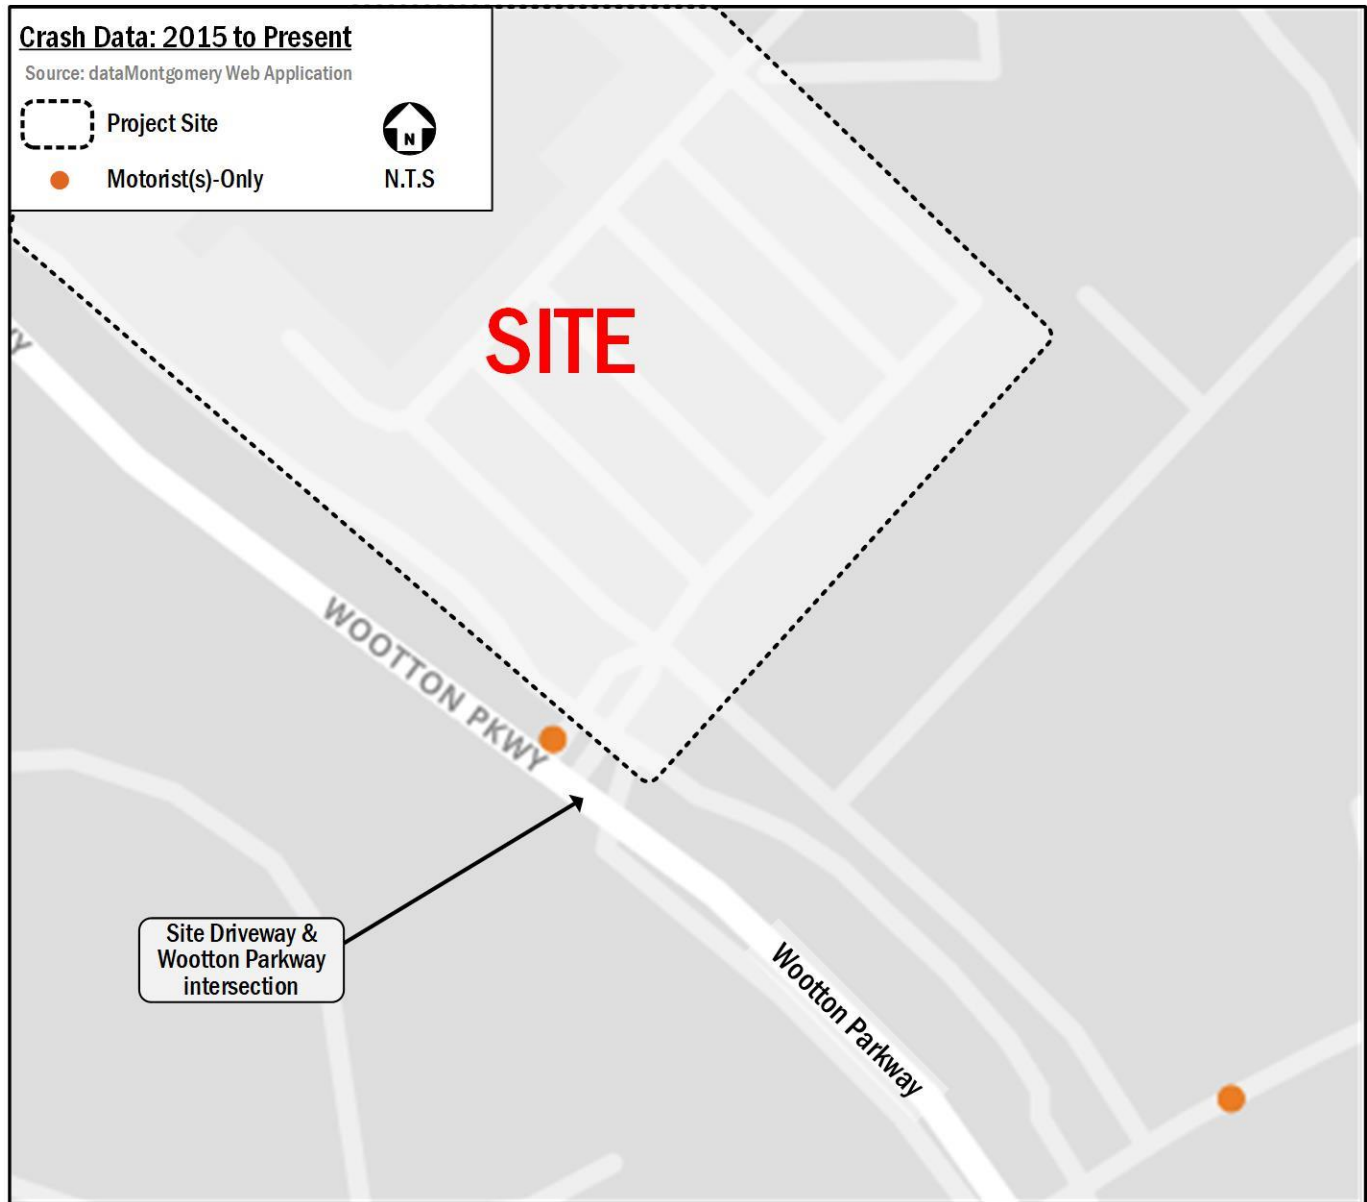 Crash Data: 2015 to Present
Source: dataMontgomery Web Application
Project Site
N
Motorist(s)-Only
N.T.S
SITE
WOOTTON PKWY
Site Driveway &
Wootton Parkway
intersection
Wootton Parkway